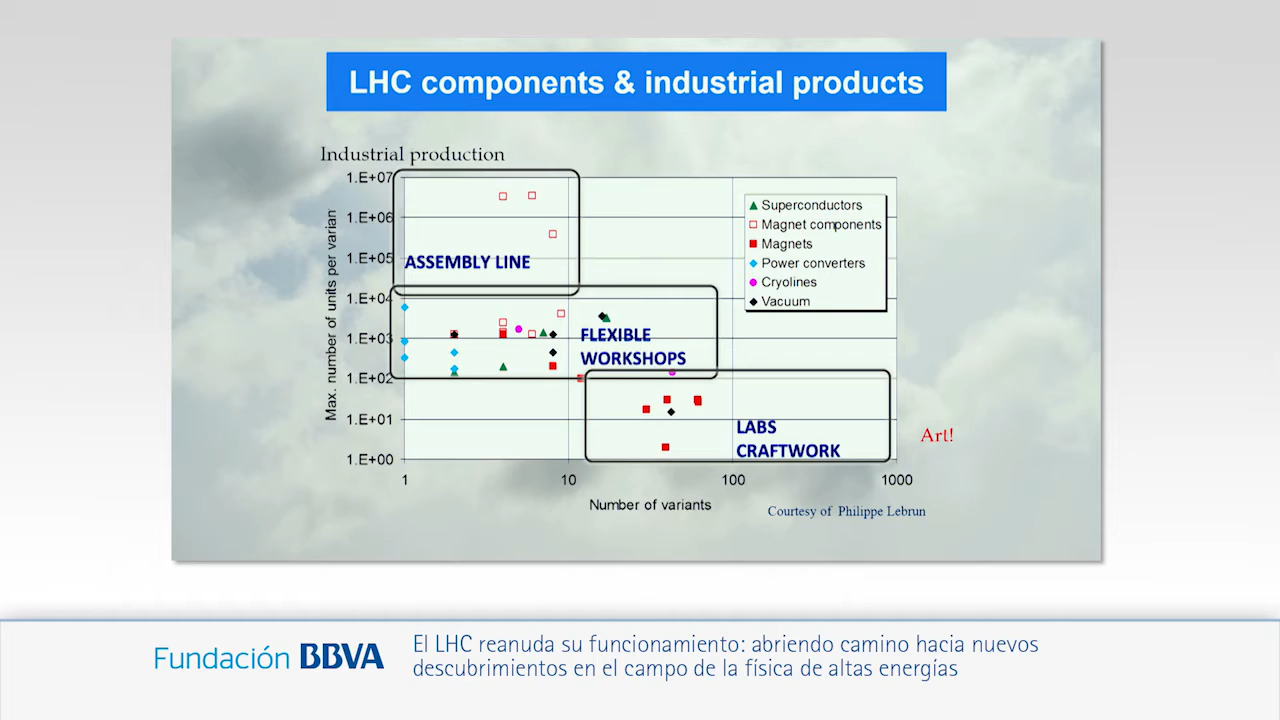 LHC components & industrial products
Industrial production
1.E+07
1.E+06
1.E+05
1.E+04
1.E+03
1.E+02
1.E+01
1.E+00
Max. number of units per varian
ASSEMBLY LINE
FLEXIBLE
WORKSHOPS
LABS
CRAFTWORK
Superconductors
Magnet components
Magnets
Power converters
Cryolines
Vacuum
Art!
1 10 100 1000
Number of variants
Courtesy of Philippe Lebrun
Fundación BBVA
El LHC reanuda su funcionamiento: abriendo camino hacia nuevos
descubrimientos en el campo de la física de altas energías